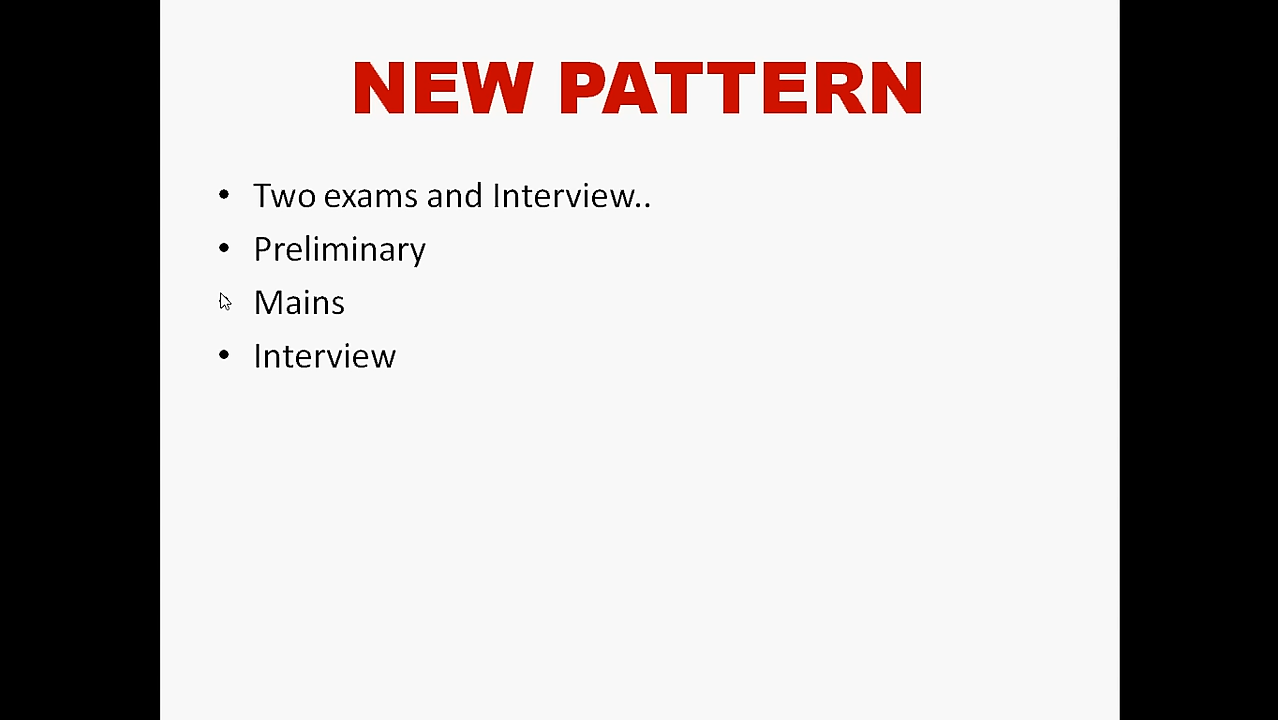 NEW PATTERN
• Two exams and Interview..
• Preliminary
Mains
• Interview